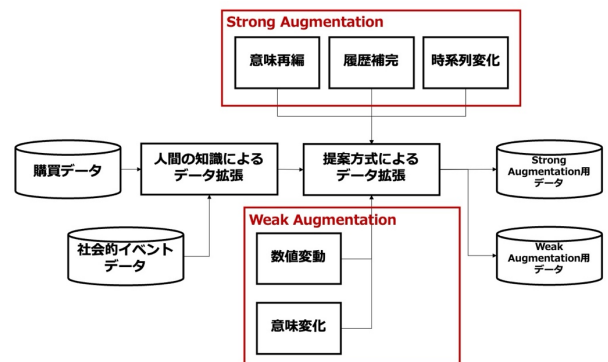 Strong Augmentation
意味再編
履歴補完
時系列変化
購買データ
人間の知識による
データ拡張
提案方式による
データ拡張
Strong
Augmentation用
データ
社会的イベント
データ
Weak Augmentation
数値変動
意味変化
Weak
Augmentation用
データ